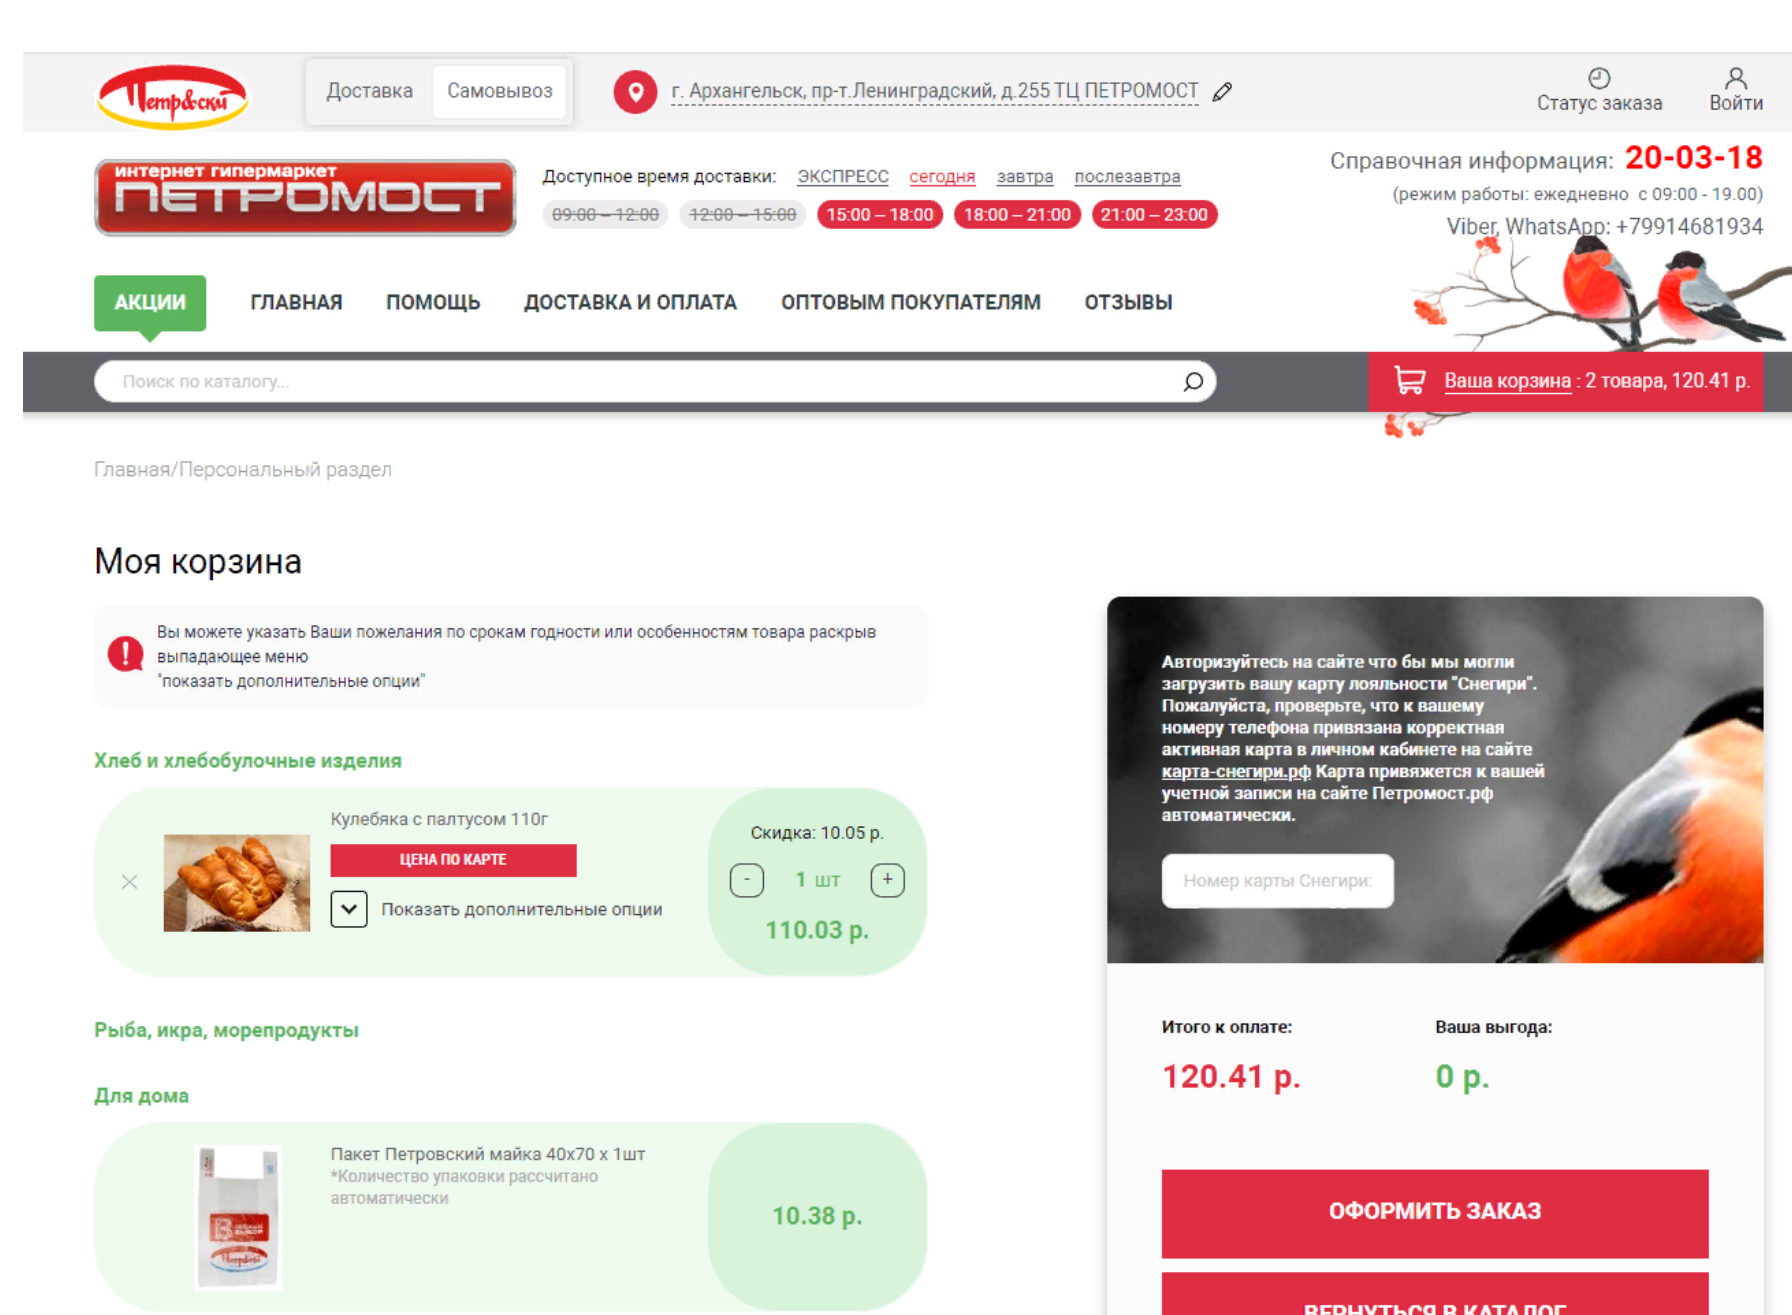 Петровский
Доставка
Самовывоз
г. Архангельск, пр-т.Ленинградский, д.255 ТЦ ПЕТРОМОСТ
Статус заказа
Войти
интернет гипермаркет
ПЕТРОМОСТ
Доступное время доставки: ЭКСПРЕСС сегодня завтра послезавтра
09:00 – 12:00 12:00 – 15:00 15:00 – 18:00 18:00 – 21:00 21:00 – 23:00
Справочная информация: 20-03-18
(режим работы: ежедневно с 09:00 - 19.00)
Viber, WhatsApp: +79914681934
АКЦИИ ГЛАВНАЯ ПОМОЩЬ ДОСТАВКА И ОПЛАТА ОПТОВЫМ ПОКУПАТЕЛЯМ ОТЗЫВЫ
Поиск по каталогу...
Ваша корзина : 2 товара, 120.41 р.
Главная/Персональный раздел
Моя корзина
Вы можете указать Ваши пожелания по срокам годности или особенностям товара раскрыв
выпадающее меню
"показать дополнительные опции"
Хлеб и хлебобулочные изделия
Кулебяка с палтусом 110г
ЦЕНА ПО КАРТЕ
Показать дополнительные опции
Скидка: 10.05 р.
- 1 шт +
110.03 р.
Рыба, икра, морепродукты
Для дома
Пакет Петровский майка 40х70 х 1шт
*Количество упаковки рассчитано
автоматически
10.38 р.
Авторизуйтесь на сайте что бы мы могли
загрузить вашу карту лояльности "Снегири".
Пожалуйста, проверьте, что к вашему
номеру телефона привязана корректная
активная карта в личном кабинете на сайте
карта-снегири.рф Карта привяжется к вашей
учетной записи на сайте Петромост.рф
автоматически.
Номер карты Снегири:
Итого к оплате:
Ваша выгода:
120.41 р.
0 р.
ОФОРМИТЬ ЗАКАЗ
ВЕРНУТЬСЯ В КАТАЛОГ